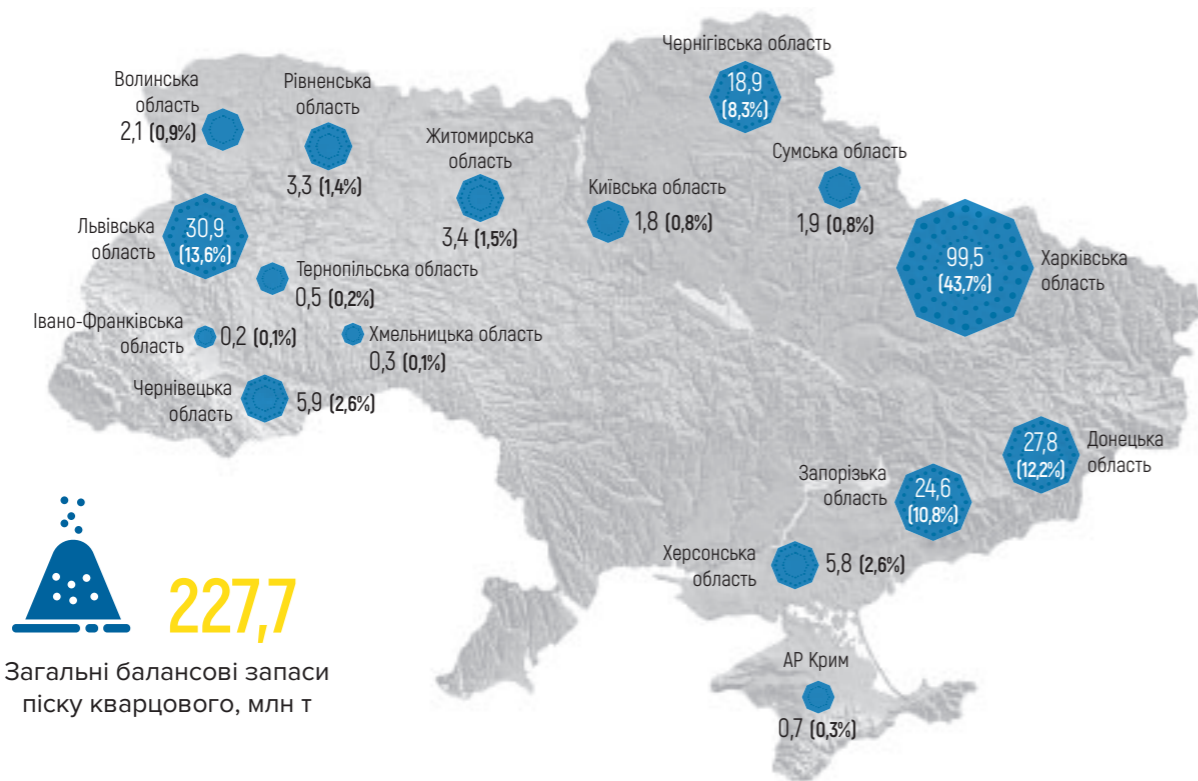 Чернігівська область
18,9
(8,3%)
Волинська
область
2,1 (0,9%)
Рівненська
область
3,3 (1,4%)
Житомирська
область
3,4 (1,5%)
Київська область
1,8 (0,8%)
Сумська область
1,9 (0,8%)
Львівська
область
30,9
(13,6%)
99,5
(43,7%)
Харківська
область
Тернопільська область
0,5 (0,2%)
Івано-Франківська
область
0,2 (0,1%)
Хмельницька область
0,3 (0,1%)
Чернівецька
область
5,9 (2,6%)
27,8
(12,2%)
Донецька
область
Запорізька
область
24,6
(10,8%)
Херсонська
область
5,8 (2,6%)
АР Крим
0,7 (0,3%)
227,7
Загальні балансові запаси
піску кварцового, млн т